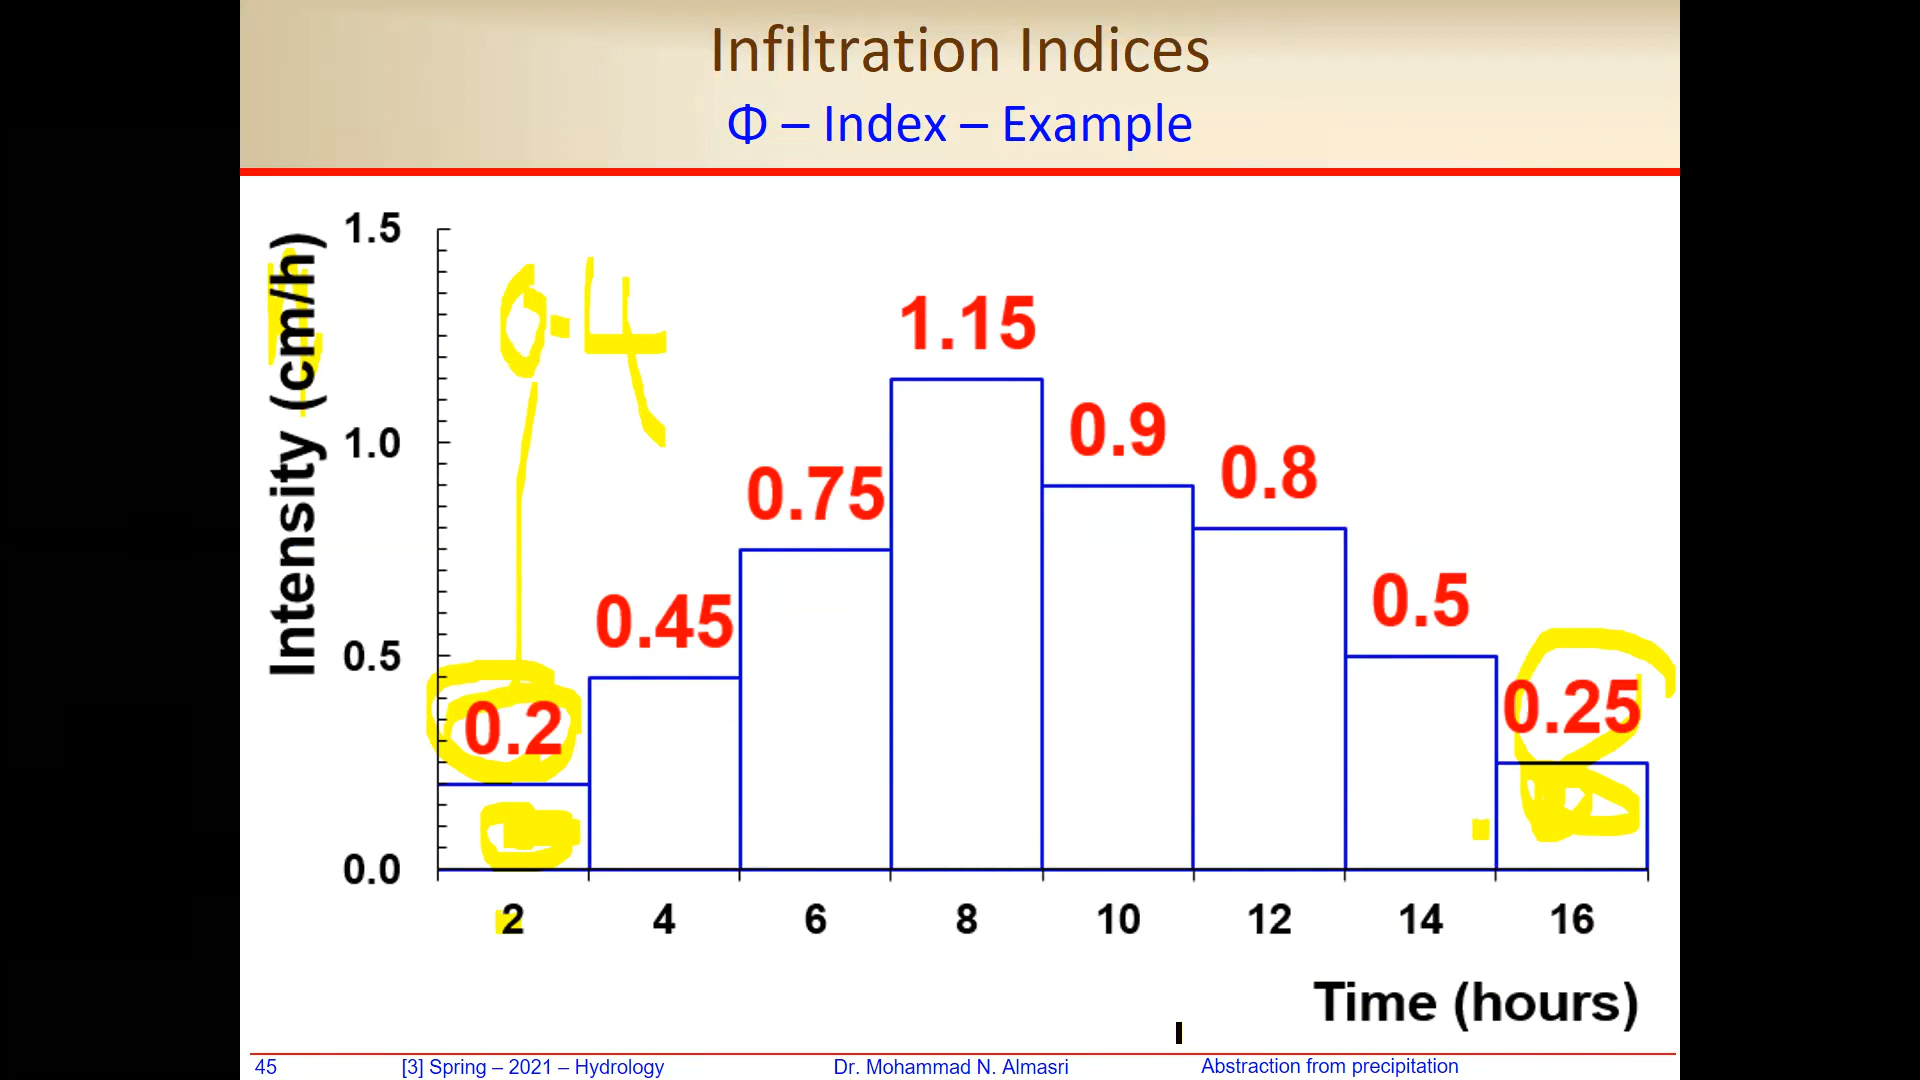 Infiltration Indices
Φ – Index – Example
Intensity (cm/h)
1.5
1.0
0.5
0.0
0.4
0.2
0.45
0.75
1.15
0.9
0.8
0.5
0.25
2 4 6 8 10 12 14 16
Time (hours)
45 [3] Spring – 2021 – Hydrology Dr. Mohammad N. Almasri Abstraction from precipitation